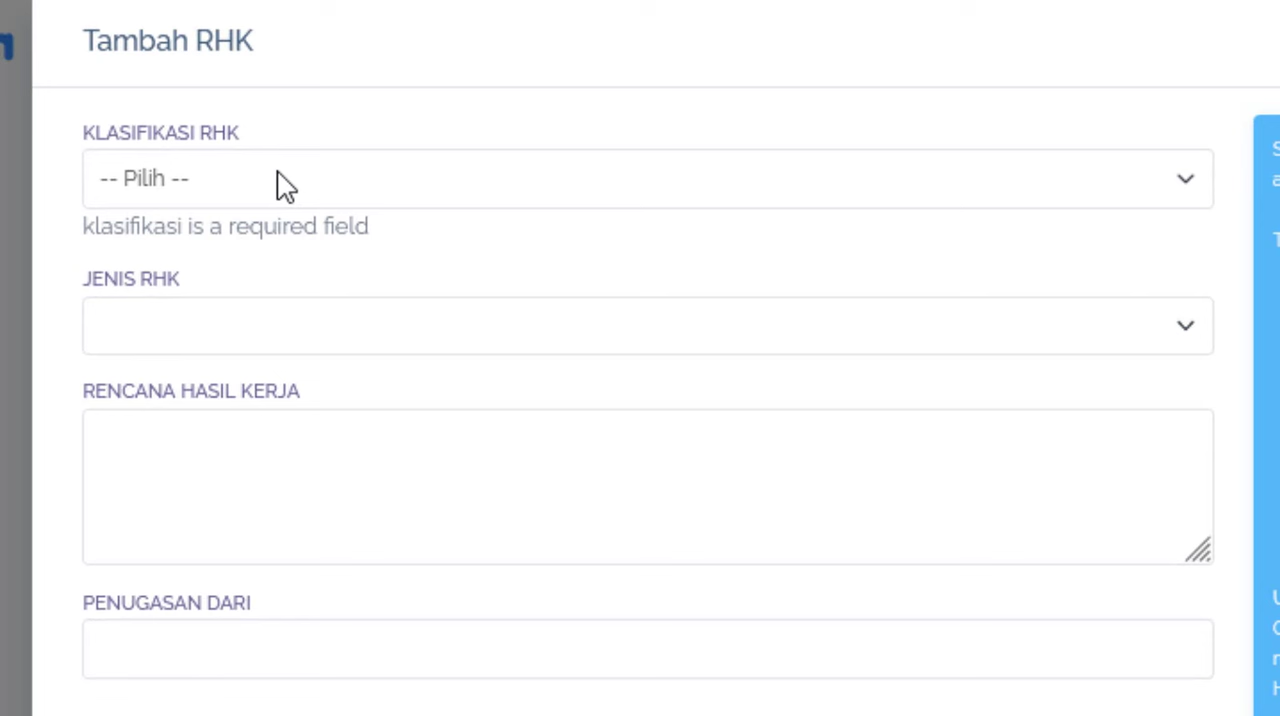 Tambah RHK
KLASIFIKASI RHK
-- Pilih --
klasifikasi is a required field
JENIS RHK
RENCANA HASIL KERJA
PENUGASAN DARI